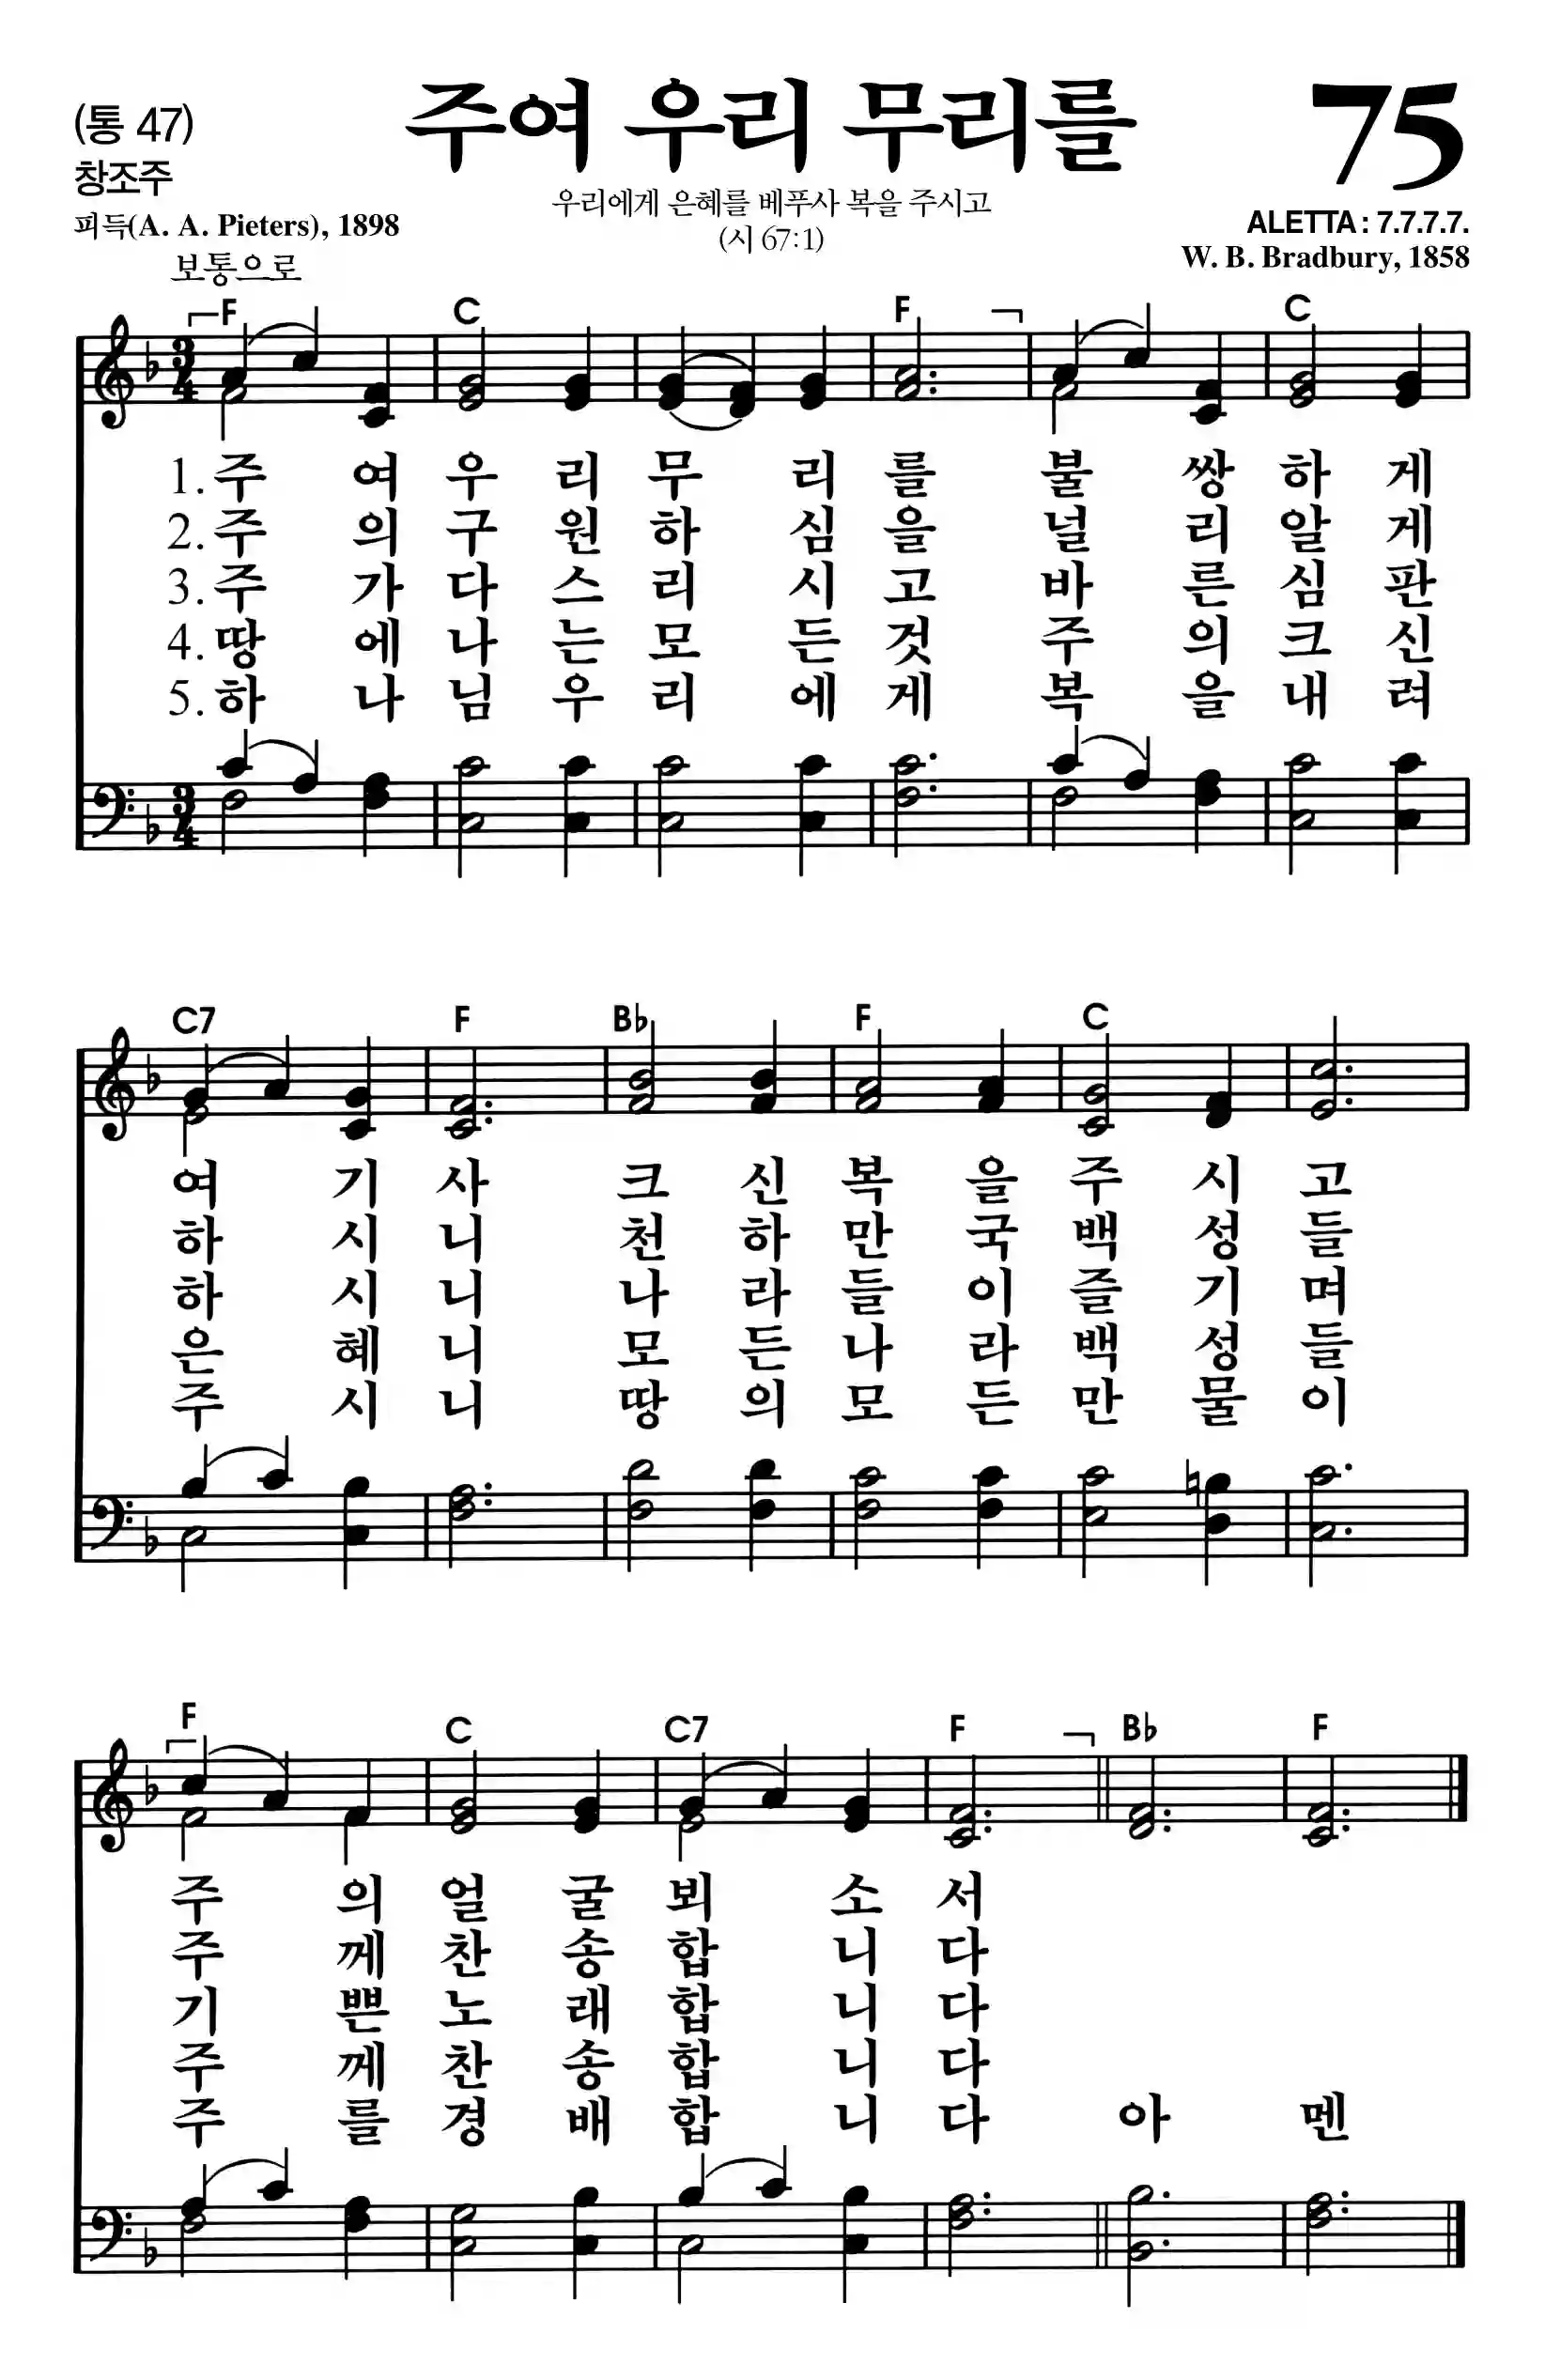 (통 47)
주여 우리 무리를
75
창조주
우리에게 은혜를 베푸사 복을 주시고
피득(A. A. Pieters), 1898
(시 67:1)
ALETTA : 7.7.7.7.
보통으로
W. B. Bradbury, 1858
F C F C
1. 주 여 우 리 무 리 를 불 쌍 하 게
2. 주 의 구 원 하 심 을 널 리 알 게
3. 주 가 다 스 리 시 고 바 른 심 판
4. 땅 에 나 는 모 든 것 주 의 크 신
5. 하 나 님 우 리 에 게 복 을 내 려
C7 F B♭ F C
여 기 사 크 신 복 을 주 시 고
하 시 니 천 하 만 국 백 성 들
하 시 니 나 라 들 이 즐 기 며
은 혜 니 모 든 나 라 백 성 들
주 시 니 땅 의 모 든 만 물 이
F C C7 F B♭ F
주 의 얼 굴 뵈 소 서
주 께 찬 송 합 니 다
기 쁜 노 래 합 니 다
주 께 찬 송 합 니 다
주 를 경 배 합 니 다 아 멘